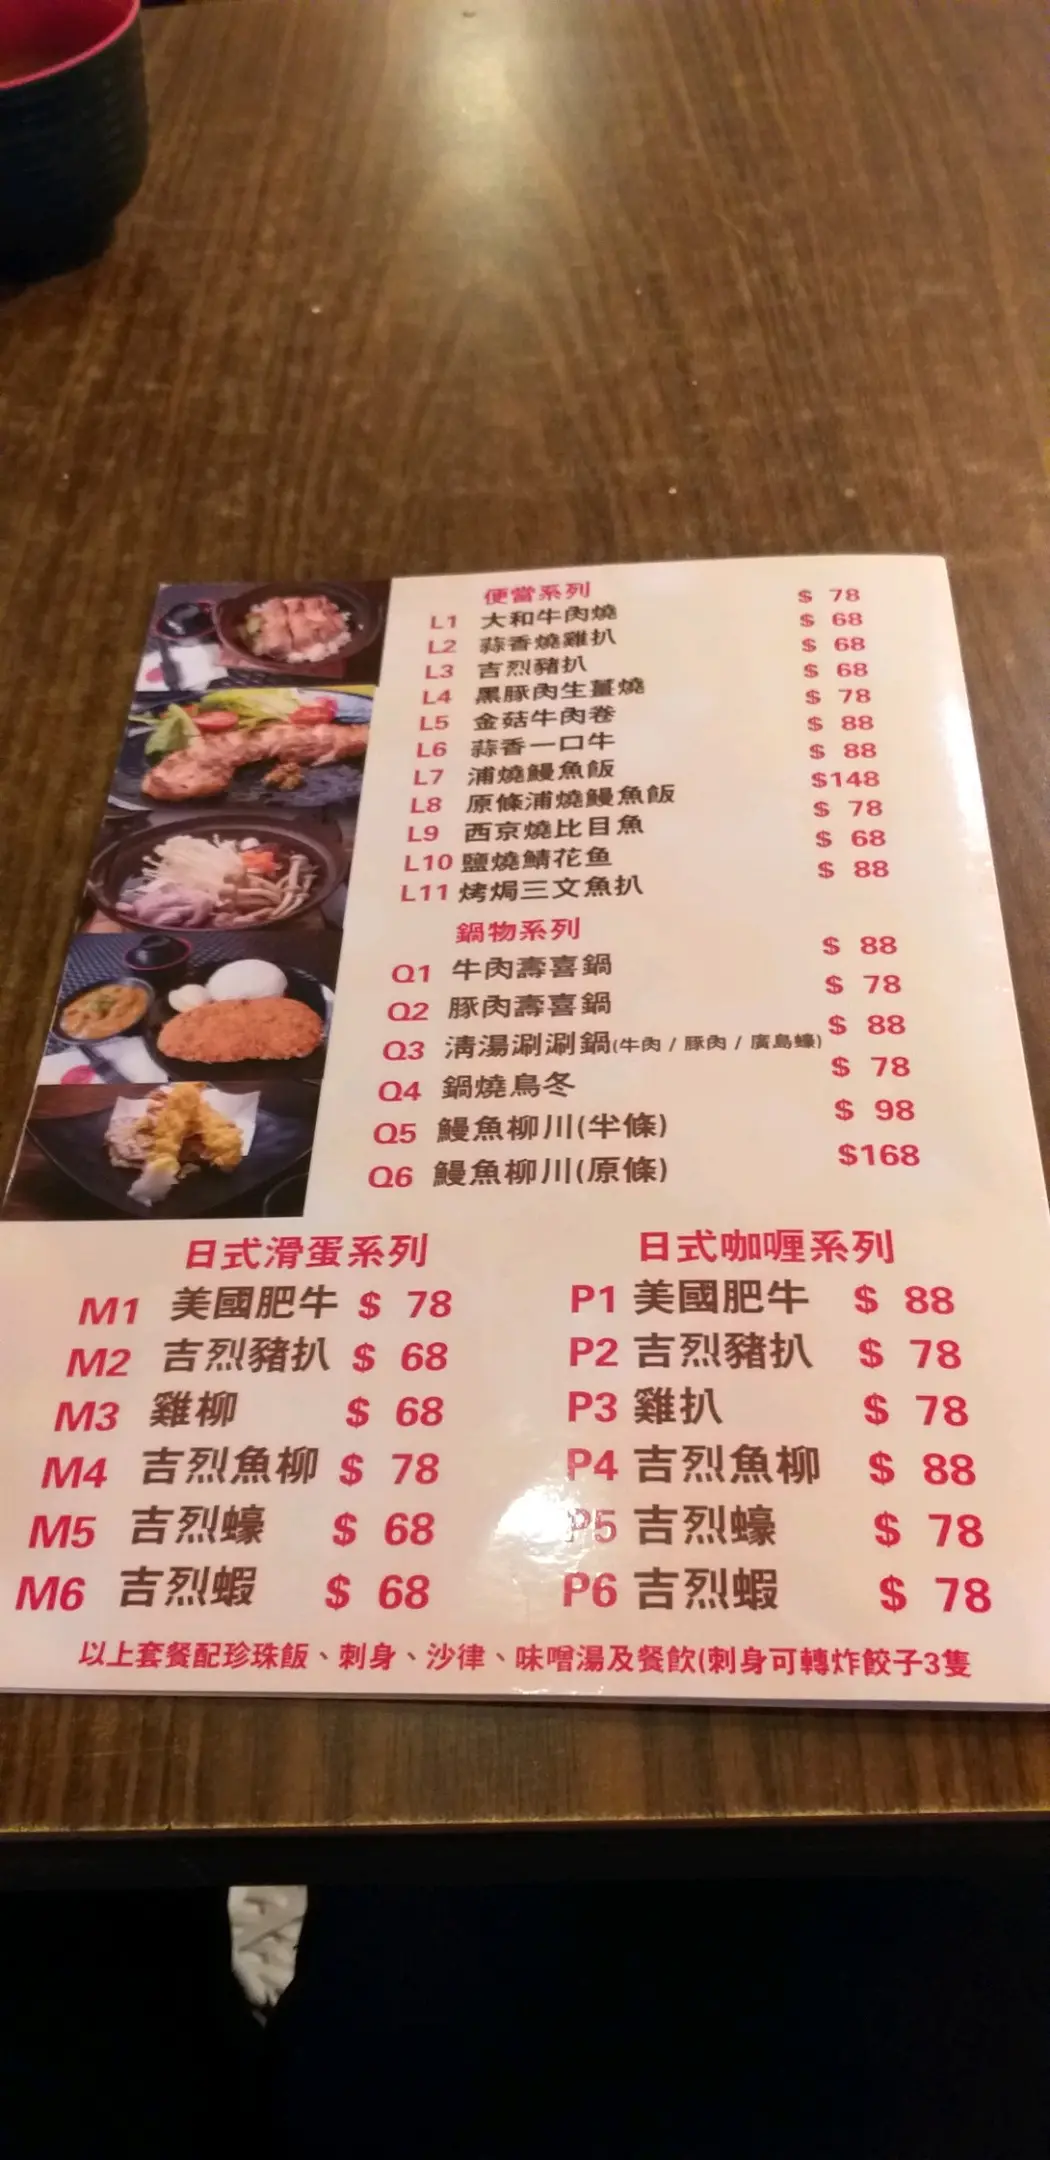 便當系列
L1 大和牛肉燒 $ 78
L2 蒜香燒雞扒 $ 68
L3 吉烈豬扒 $ 68
L4 黑豚肉生薑燒 $ 68
L5 金菇牛肉卷 $ 78
L6 蒜香一口牛 $ 88
L7 浦燒鰻魚飯 $ 88
L8 原條浦燒鰻魚飯 $148
L9 西京燒比目魚 $ 78
L10 鹽燒鯖花鱼 $ 68
L11 烤焗三文魚扒 $ 88
鍋物系列
Q1 牛肉壽喜鍋 $ 88
Q2 豚肉壽喜鍋 $ 78
Q3 淸湯涮涮鍋(牛肉 / 豚肉 / 廣島蠔) $ 88
Q4 鍋燒鳥冬 $ 78
Q5 鰻魚柳川(半條) $ 98
Q6 鰻魚柳川(原條) $168
日式滑蛋系列
M1 美國肥牛 $ 78
M2 吉烈豬扒 $ 68
M3 雞柳 $ 68
M4 吉烈魚柳 $ 78
M5 吉烈蠔 $ 68
M6 吉烈蝦 $ 68
日式咖喱系列
P1 美國肥牛 $ 88
P2 吉烈豬扒 $ 78
P3 雞扒 $ 78
P4 吉烈魚柳 $ 88
P5 吉烈蠔 $ 78
P6 吉烈蝦 $ 78
以上套餐配珍珠飯、刺身、沙律、味噌湯及餐飲(刺身可轉炸餃子3隻